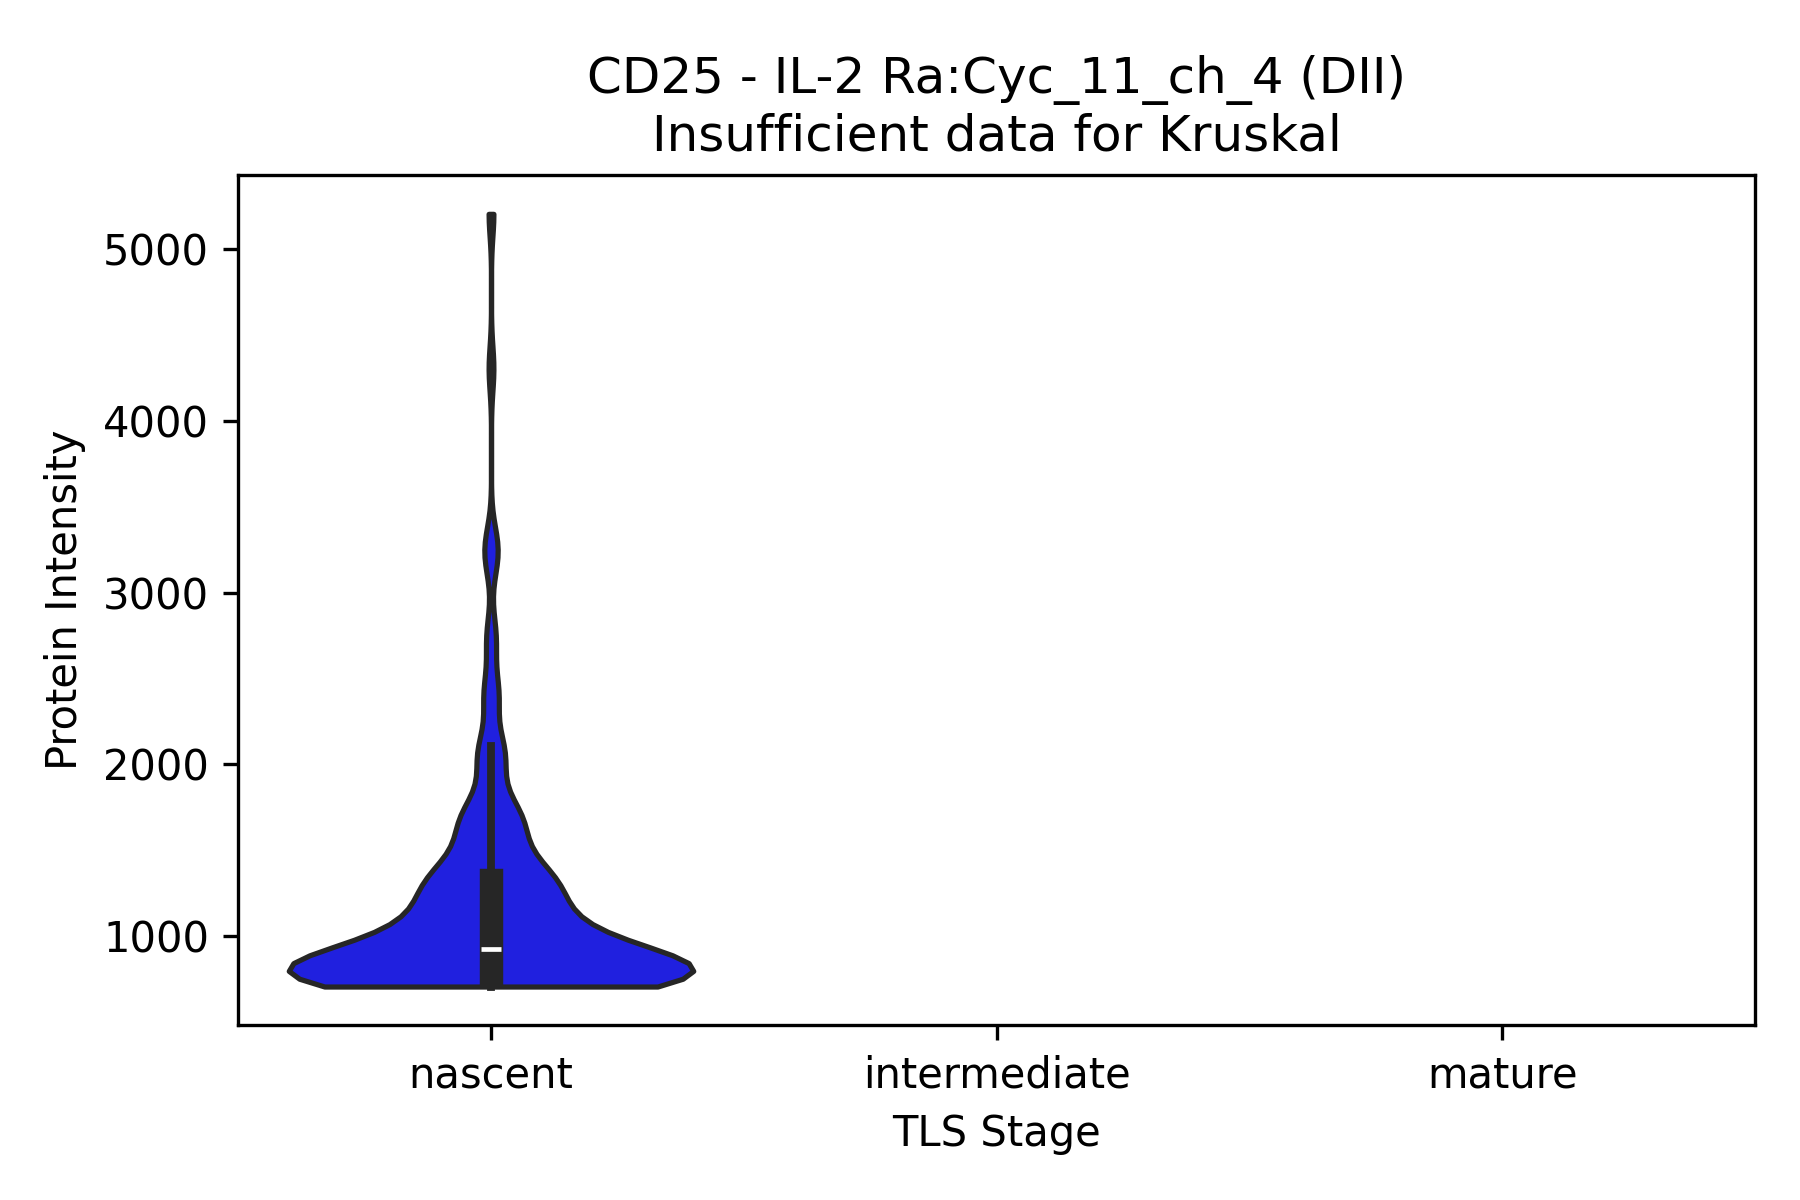 CD25 - IL-2 Ra:Cyc_11_ch_4 (DII)
Insufficient data for Kruskal
5000
4000
3000
2000
1000
Protein Intensity
nascent intermediate mature
TLS Stage